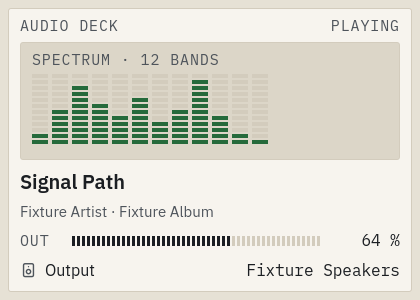 AUDIO DECK PLAYING
SPECTRUM · 12 BANDS
Signal Path
Fixture Artist · Fixture Album
OUT 64 %
Output Fixture Speakers